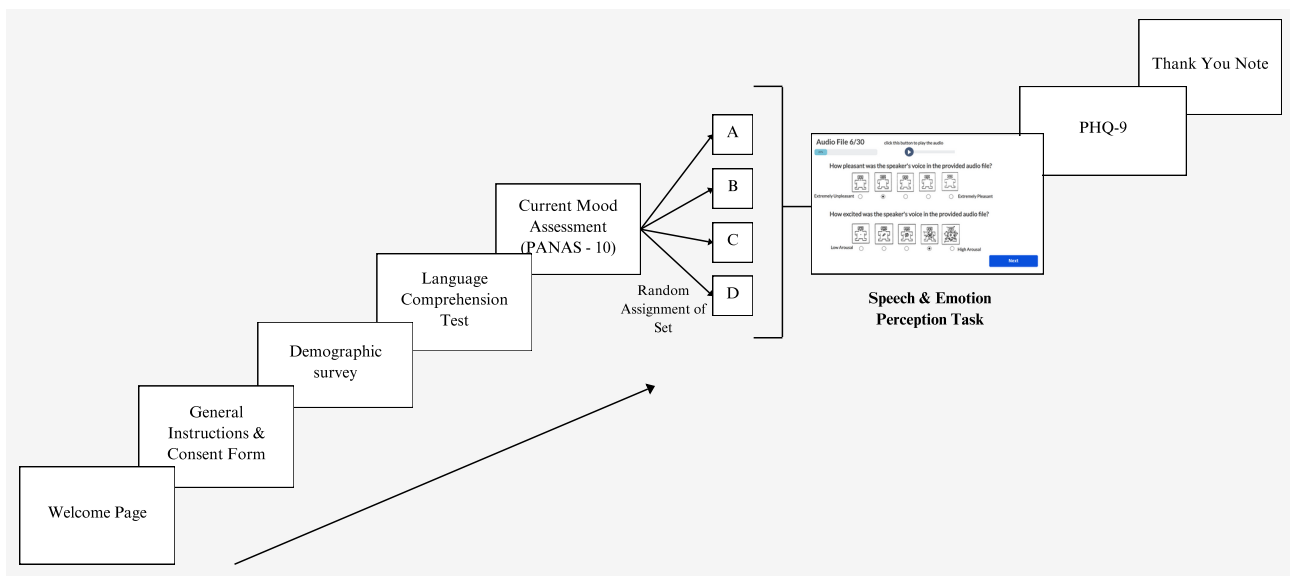 Welcome Page
General
Instructions &
Consent Form
Demographic
survey
Language
Comprehension
Test
Current Mood
Assessment
(PANAS - 10)
Random
Assignment of
Set
A
B
C
D
Audio File 6/30
click this button to play the audio
How pleasant was the speaker's voice in the provided audio file?
Extremely Unpleasant
Extremely Pleasant
How excited was the speaker's voice in the provided audio file?
Low Arousal
High Arousal
Next
Speech & Emotion
Perception Task
PHQ-9
Thank You Note